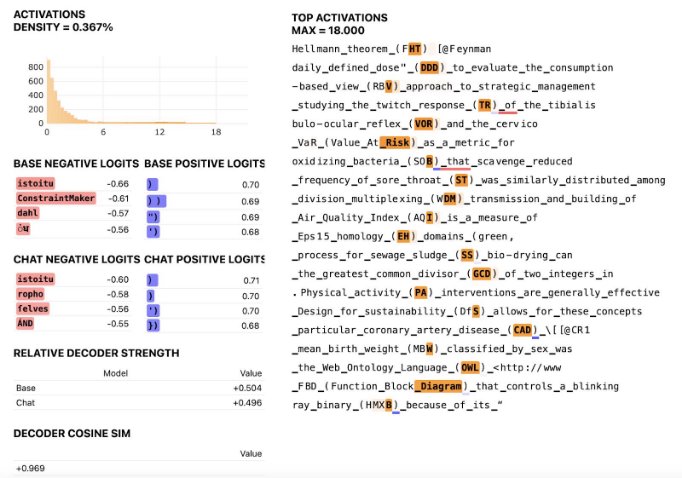 ACTIVATIONS
DENSITY = 0.367%
800
600
400
200
0
0 6 12 18
BASE NEGATIVE LOGITS BASE POSITIVE LOGITS
istoitu -0.66 ) 0.70
ConstraintMaker -0.61 )) 0.69
dahl -0.57 ") 0.69
-0.56 ') 0.68
CHAT NEGATIVE LOGITS CHAT POSITIVE LOGITS
istoitu -0.60 ) 0.71
ropho -0.58 ) 0.70
felves -0.56 ') 0.70
AND -0.55 }) 0.68
RELATIVE DECODER STRENGTH
Model Value
Base +0.504
Chat +0.496
DECODER COSINE SIM
Value
+0.969
TOP ACTIVATIONS
MAX = 18.000
Hellmann_theorem_(FHT) [@Feynman
daily_defined_dose"_(DDD)_to_evaluate_the_consumption
-based_view_(RBV)_approach_to_strategic_management
_studying_the_twitch_response_(TR)_of_the_tibialis
bulo-ocular_reflex_(VOR)_and_the_cervico
_VaR_(Value_At_Risk)_as_a_metric_for
oxidizing_bacteria_(SOB)_that_scavenge_reduced
_frequency_of_sore_throat_(ST)_was_similarly_distributed_among
_division_multiplexing_(WDM)_transmission_and_building_of
_Air_Quality_Index_(AQI)_is_a_measure_of
_Eps15_homology_(EH)_domains_(green,
_process_for_sewage_sludge_(SS)_bio-drying_can
_the_greatest_common_divisor_(GCD)_of_two_integers_in
.Physical_activity_(PA)_interventions_are_generally_effective
_Design_for_sustainability_(DfS)_allows_for_these_concepts
_particular_coronary_artery_disease_(CAD)_\[[@CR1
_mean_birth_weight_(MBW)_classified_by_sex_was
_the_Web_Ontology_Language_(OWL)_<http://www
_FBD_(Function_Block_Diagram)_that_controls_a_blinking
ray_binary_(HMXB)_because_of_its_"